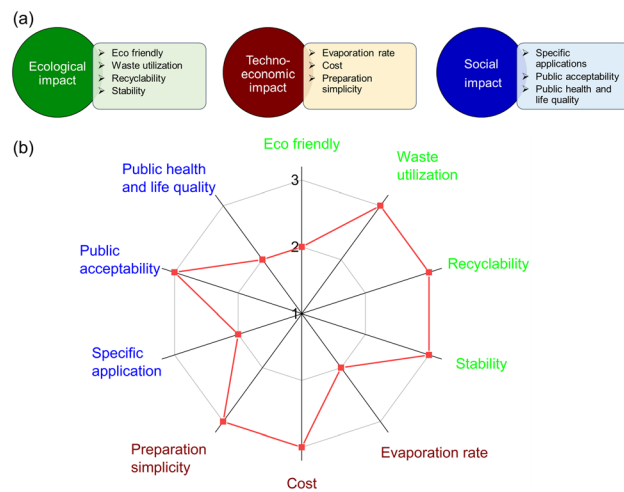 (a)
Ecological
impact
➢ Eco friendly
➢ Waste utilization
➢ Recyclability
➢ Stability
Techno-
economic
impact
➢ Evaporation rate
➢ Cost
➢ Preparation
simplicity
Social
impact
➢ Specific
applications
➢ Public acceptability
➢ Public health and
life quality
(b)
Eco friendly
Waste
utilization
Recyclability
Stability
Evaporation rate
Cost
Preparation
simplicity
Specific
application
Public
acceptability
Public health
and life quality
3
2
1